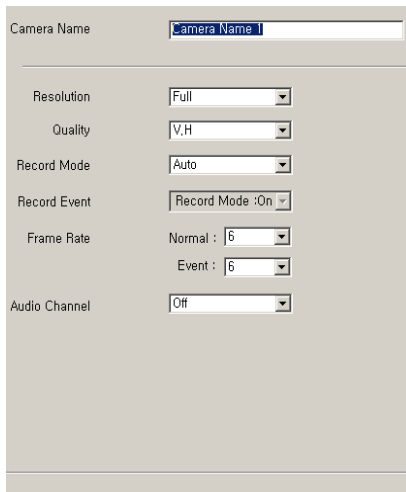 Camera Name Camera Name 1
Resolution Full
Quality V.H
Record Mode Auto
Record Event Record Mode :On
Frame Rate Normal : 6
Event : 6
Audio Channel Off